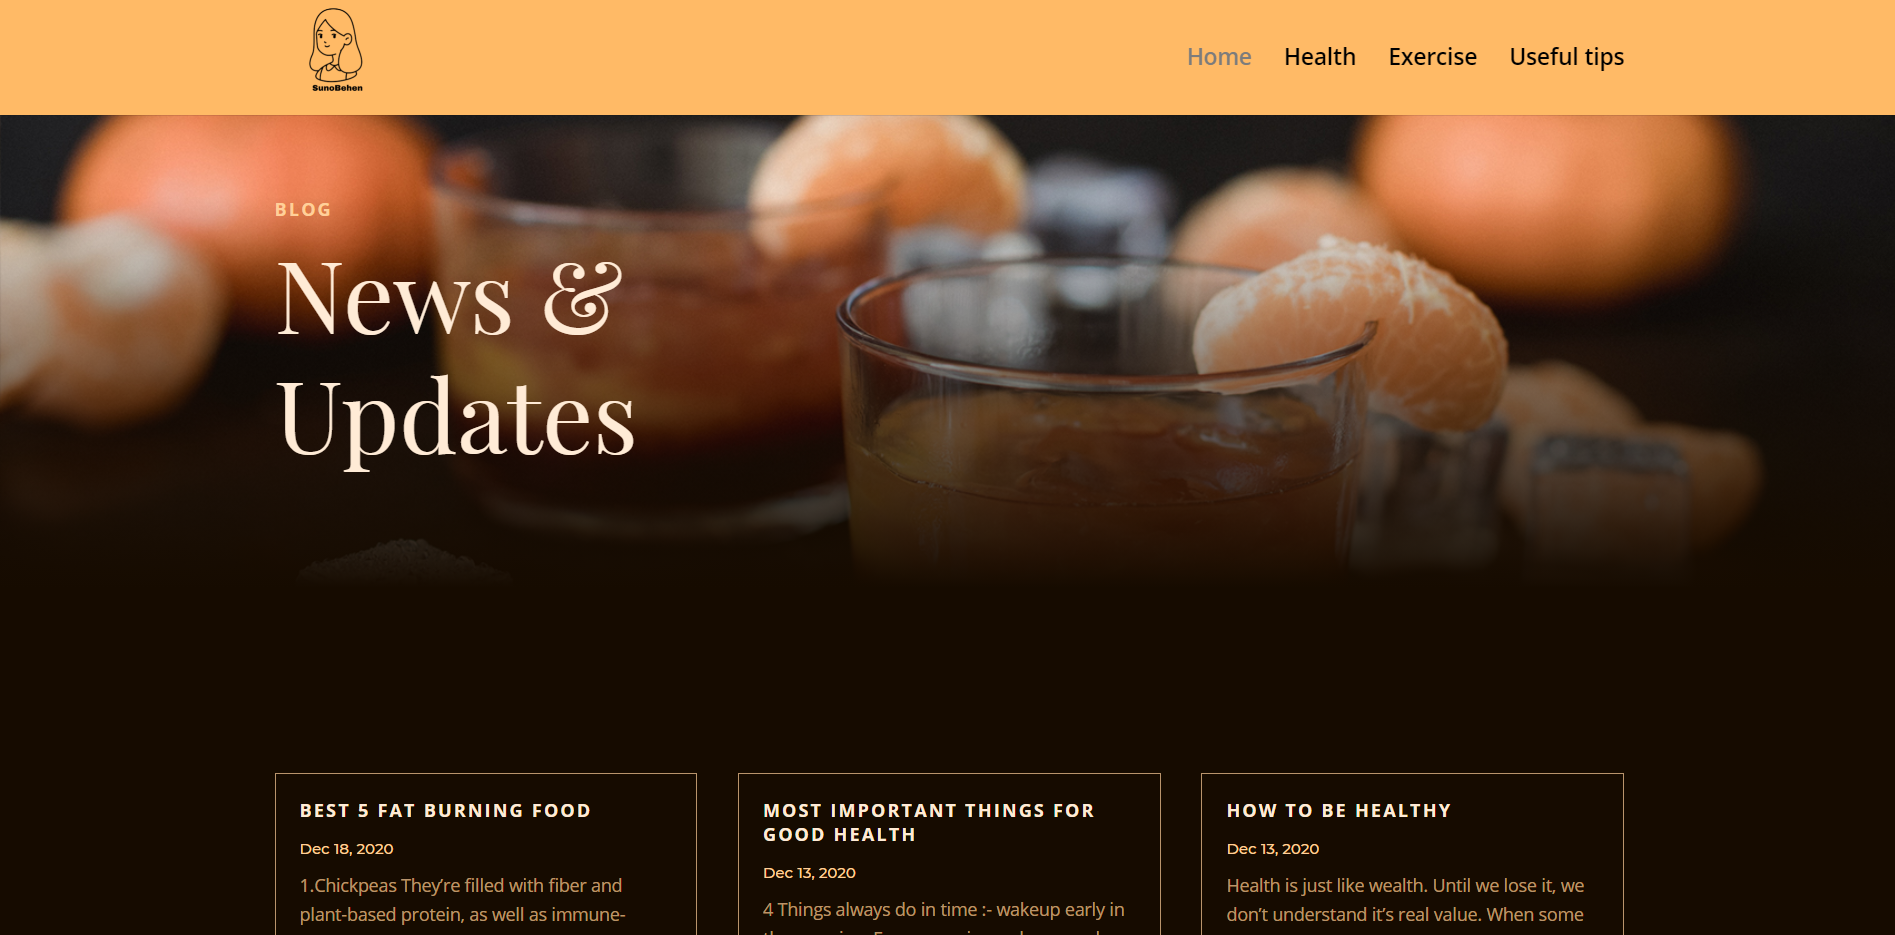 SunoBehen
Home Health Exercise Useful tips
BLOG
News &
Updates
BEST 5 FAT BURNING FOOD
Dec 18, 2020
1.Chickpeas They’re filled with fiber and
plant-based protein, as well as immune-
MOST IMPORTANT THINGS FOR
GOOD HEALTH
Dec 13, 2020
4 Things always do in time :- wakeup early in
HOW TO BE HEALTHY
Dec 13, 2020
Health is just like wealth. Until we lose it, we
don’t understand it’s real value. When some